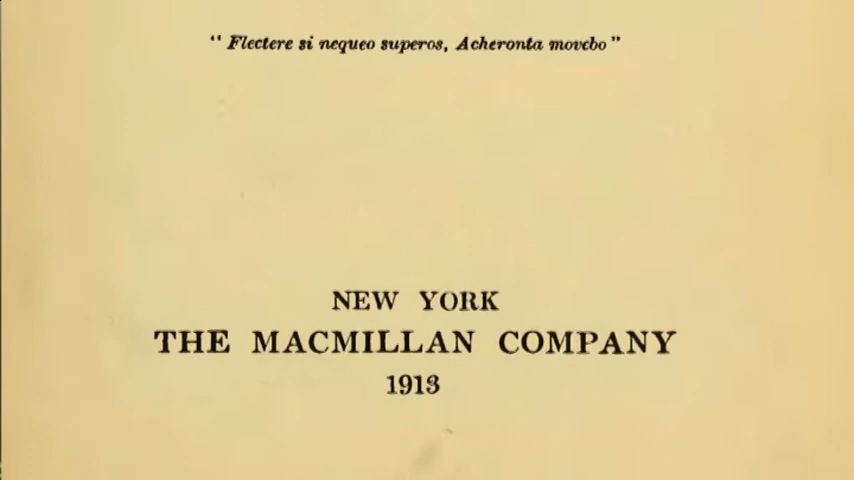 “ Flectere si nequeo superos, Acheronta movebo ”
NEW YORK
THE MACMILLAN COMPANY
1913